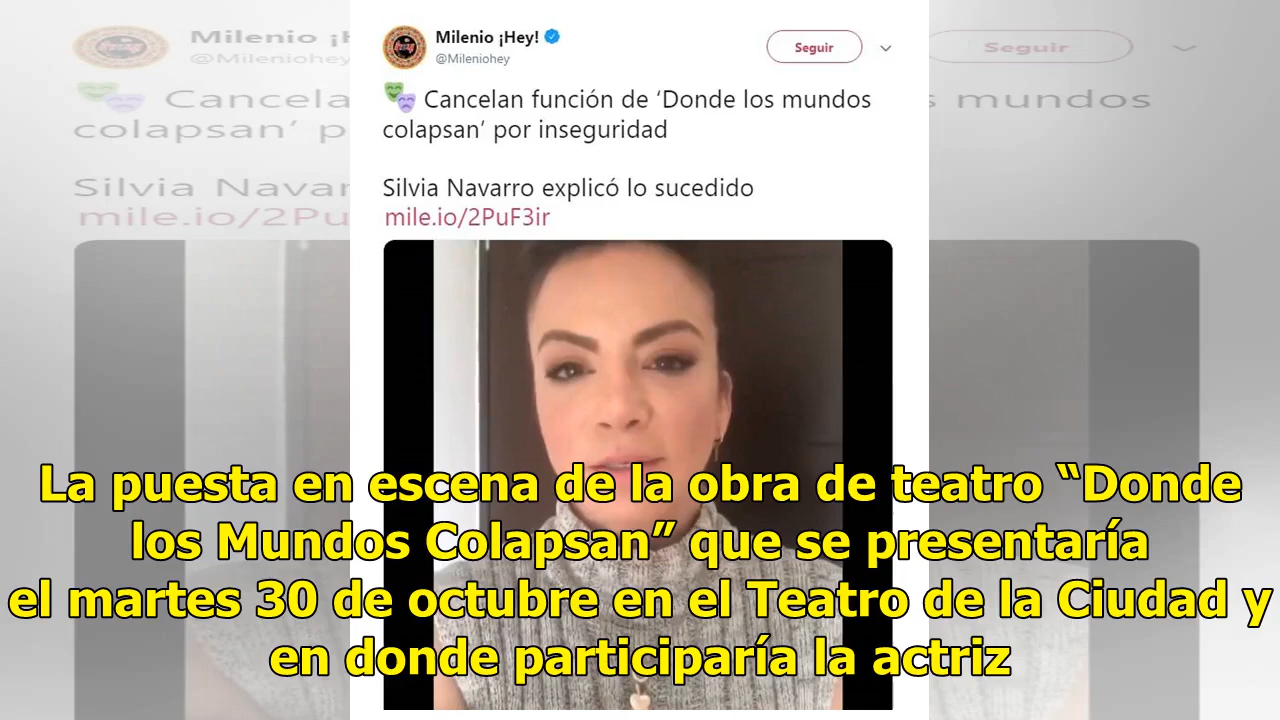 Milenio ¡Hey!
@Mileniohey
Seguir
Cancelan función de ‘Donde los mundos
colapsan’ por inseguridad
Silvia Navarro explicó lo sucedido
mile.io/2PuF3ir
La puesta en escena de la obra de teatro “Donde
los Mundos Colapsan” que se presentaría
el martes 30 de octubre en el Teatro de la Ciudad y
en donde participaría la actriz